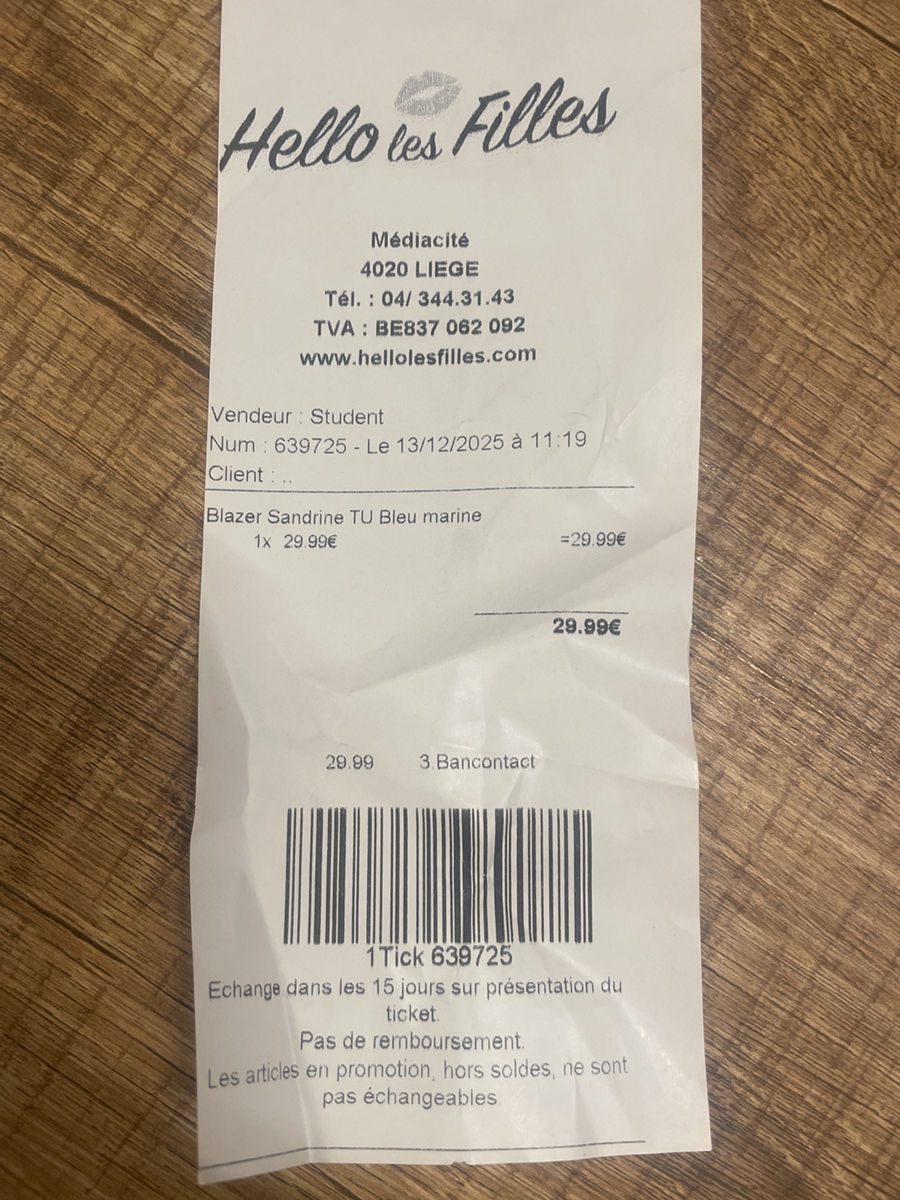 Hello les Filles
Médiacité
4020 LIEGE
Tél. : 04/ 344.31.43
TVA : BE837 062 092
www.hellolesfilles.com
Vendeur : Student
Num : 639725 - Le 13/12/2025 à 11:19
Client : ..
Blazer Sandrine TU Bleu marine
1x 29.99€ =29.99€
29.99€
29.99 3.Bancontact
1Tick 639725
Echange dans les 15 jours sur présentation du
ticket.
Pas de remboursement.
Les articles en promotion, hors soldes, ne sont
pas échangeables.